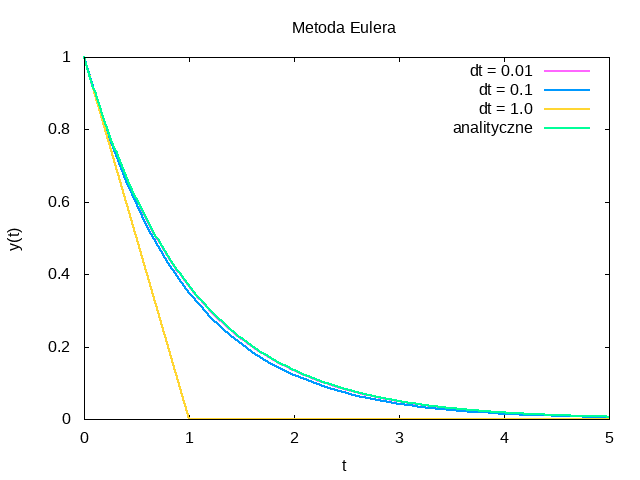 Metoda Eulera
dt = 0.01
dt = 0.1
dt = 1.0
analityczne
1
0.8
0.6
0.4
0.2
0
y(t)
0 1 2 3 4 5
t